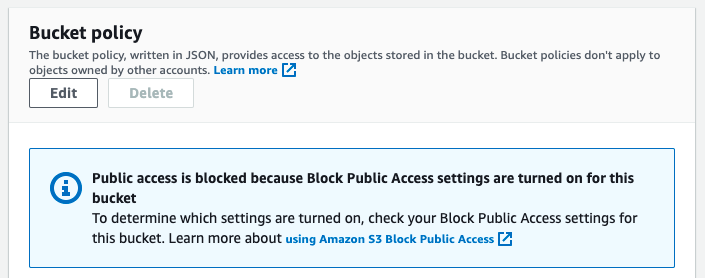 Bucket policy
The bucket policy, written in JSON, provides access to the objects stored in the bucket. Bucket policies don't apply to
objects owned by other accounts. Learn more
Edit
Delete
Public access is blocked because Block Public Access settings are turned on for this
bucket
To determine which settings are turned on, check your Block Public Access settings for
this bucket. Learn more about using Amazon S3 Block Public Access